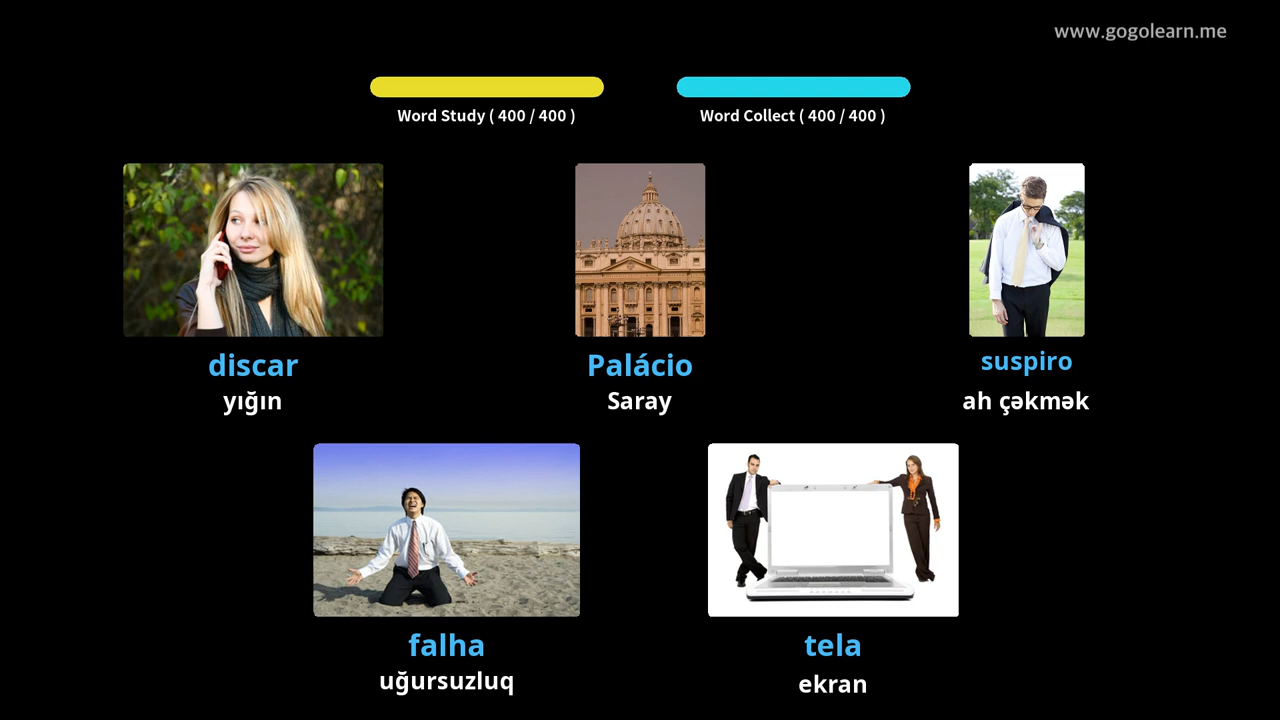 www.gogolearn.me
Word Study ( 400 / 400 )
Word Collect ( 400 / 400 )
discar
yığın
Palácio
Saray
suspiro
ah çəkmək
falha
uğursuzluq
tela
ekran